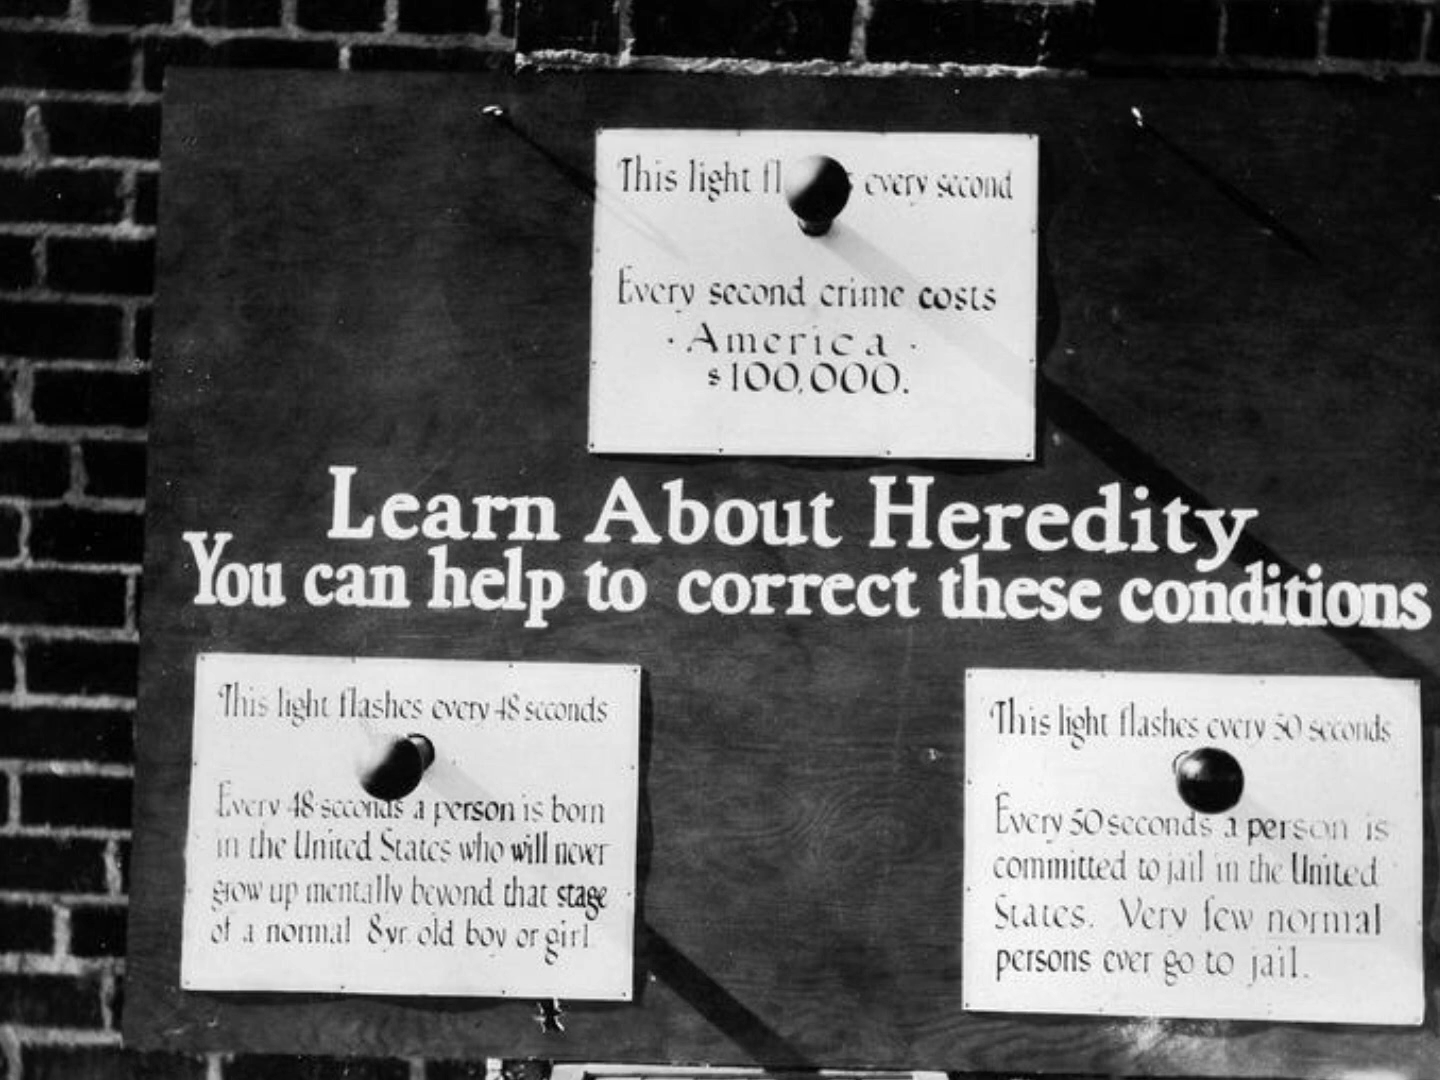 This light fl s every second
Every second crime costs
· America ·
$100,000.
Learn About Heredity
You can help to correct these conditions
This light flashes every 48 seconds
Every 48 seconds a person is born
in the United States who will never
grow up mentally beyond that stage
of a normal 8 yr. old boy or girl
This light flashes every 50 seconds
Every 50 seconds a person is
committed to jail in the United
States. Very few normal
persons ever go to jail.